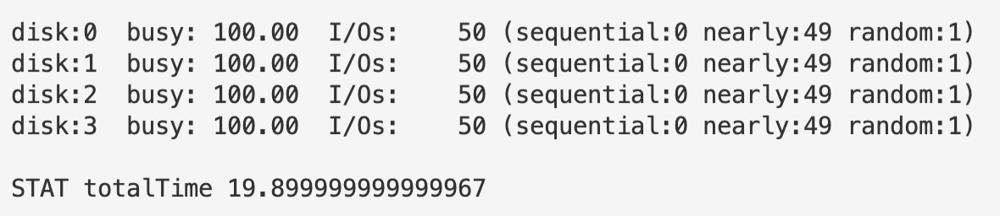 disk:0  busy: 100.00  I/Os:    50 (sequential:0 nearly:49 random:1)
disk:1  busy: 100.00  I/Os:    50 (sequential:0 nearly:49 random:1)
disk:2  busy: 100.00  I/Os:    50 (sequential:0 nearly:49 random:1)
disk:3  busy: 100.00  I/Os:    50 (sequential:0 nearly:49 random:1)

STAT totalTime 19.899999999999967